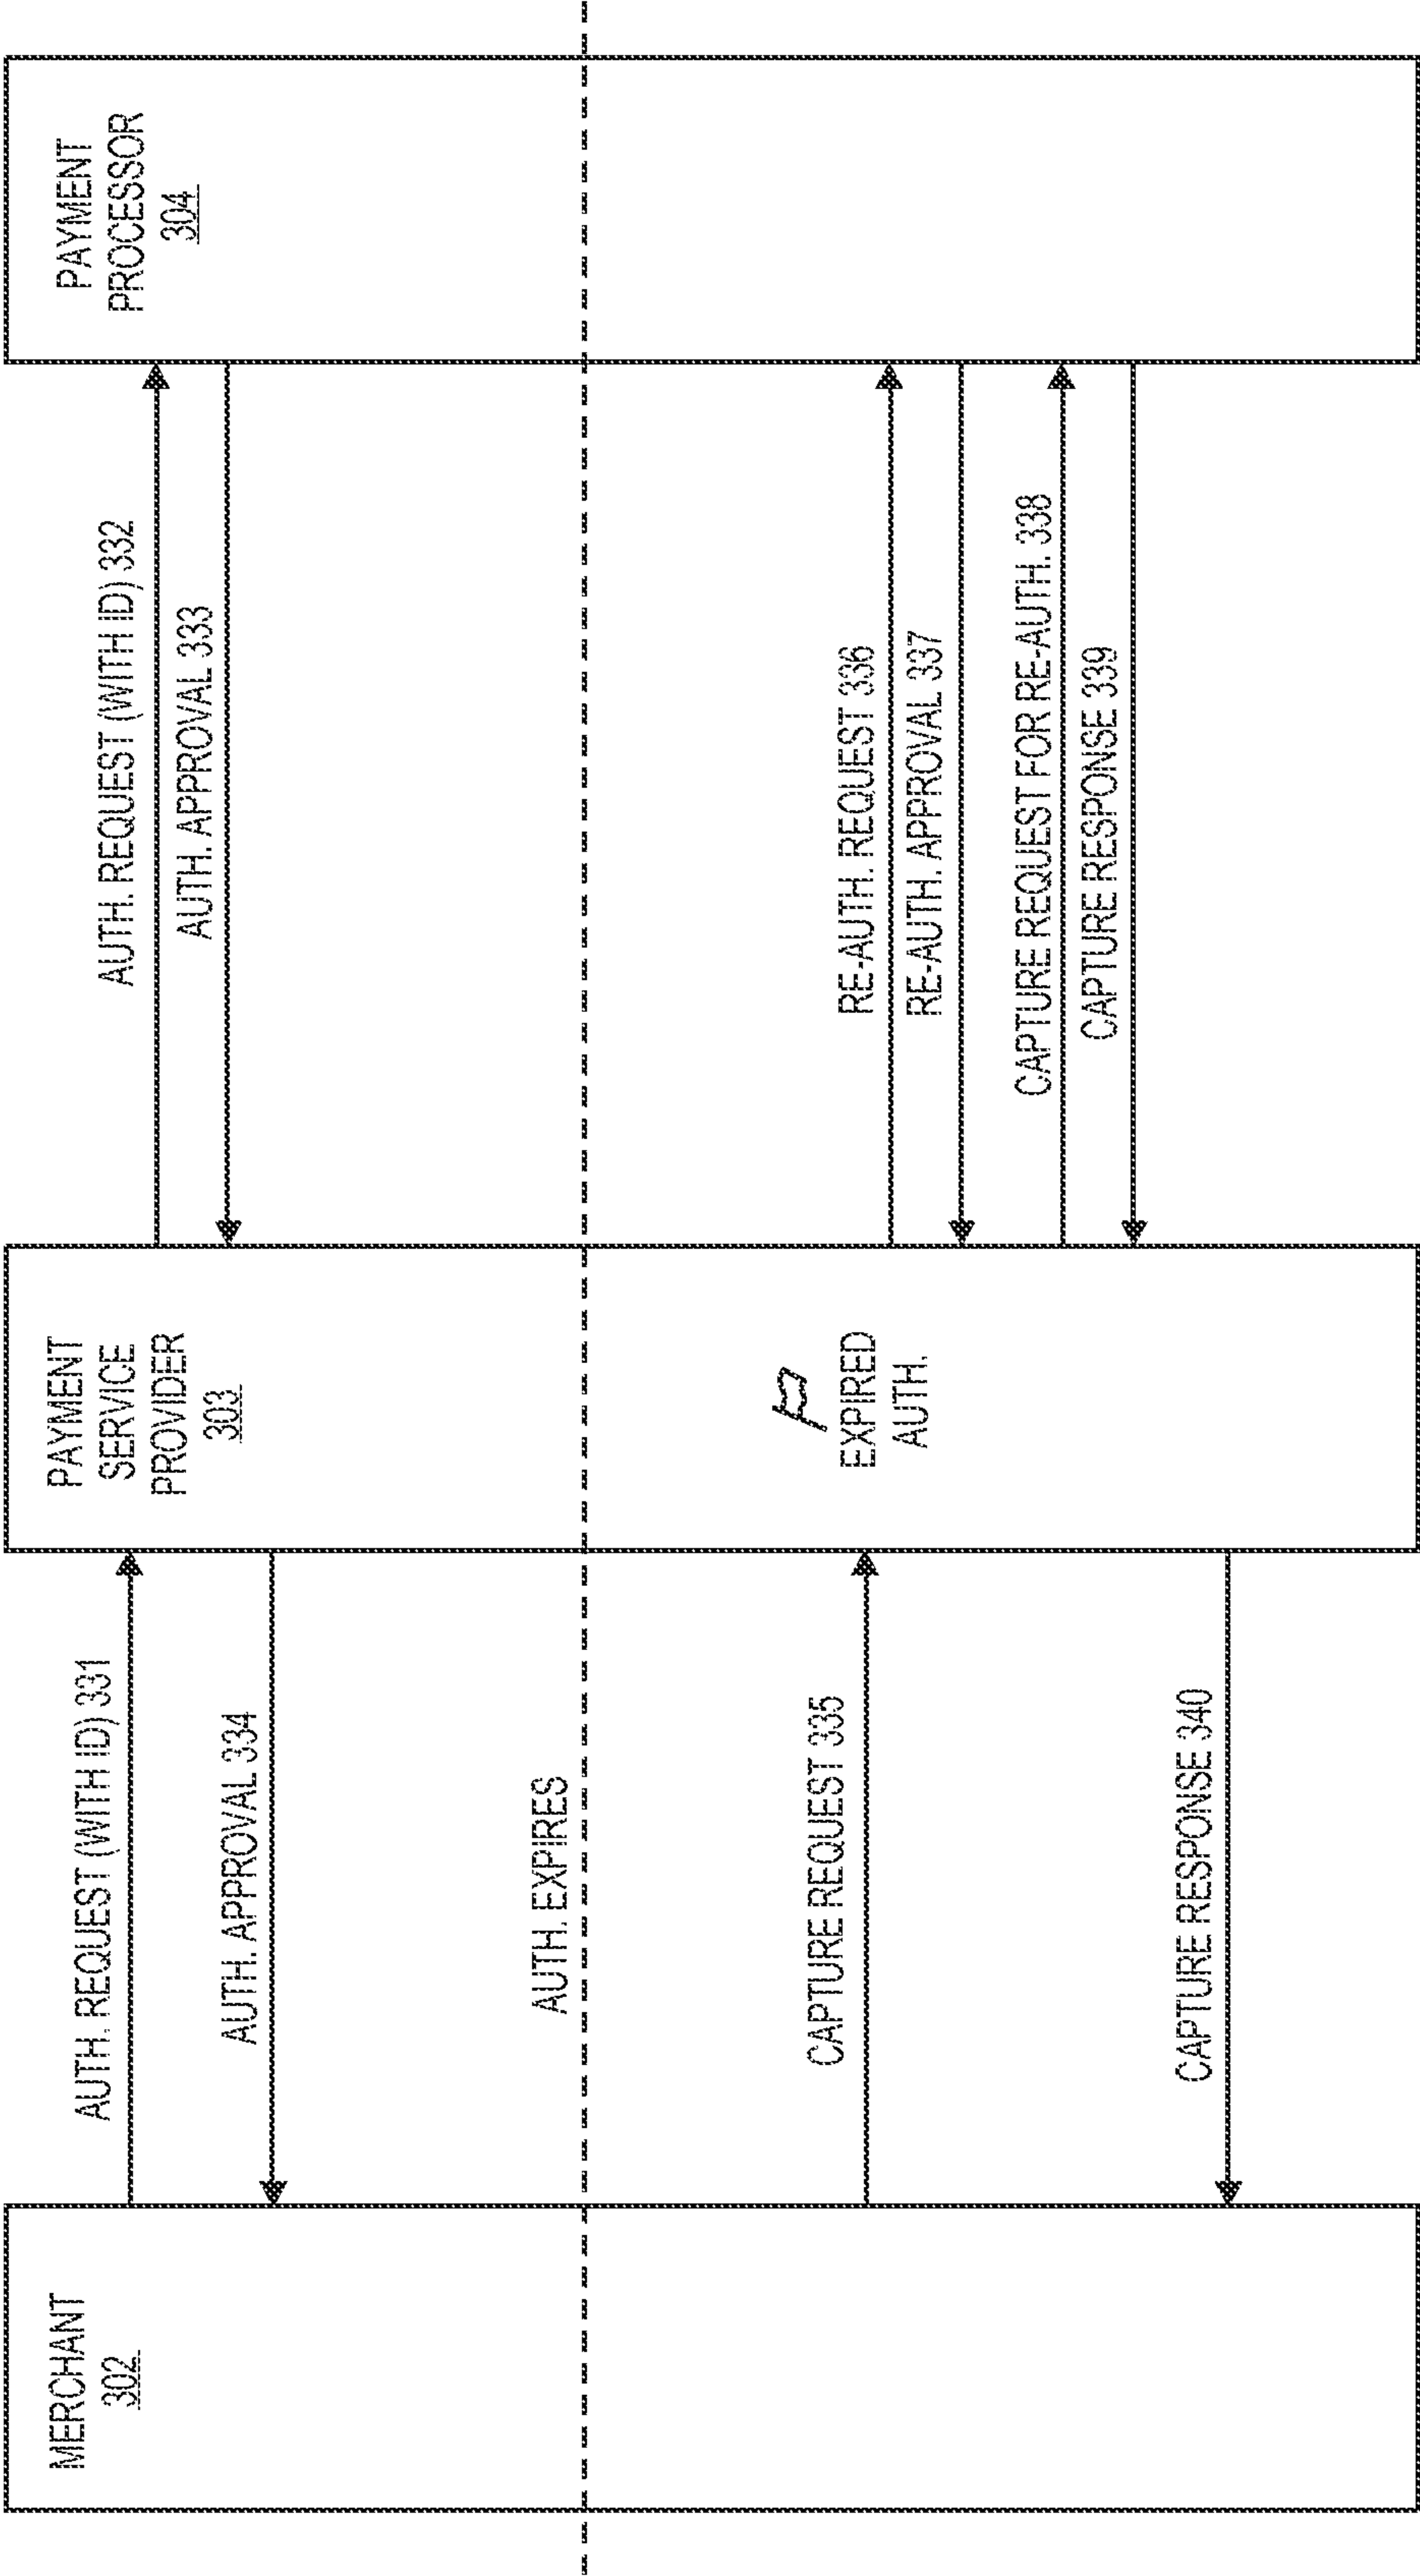 MERCHANT
302
PAYMENT
SERVICE
PROVIDER
303
PAYMENT
PROCESSOR
304
AUTH. REQUEST (WITH ID) 331
AUTH. REQUEST (WITH ID) 332
AUTH. APPROVAL 333
AUTH. APPROVAL 334
AUTH. EXPIRES
CAPTURE REQUEST 335
EXPIRED
AUTH.
RE-AUTH. REQUEST 336
RE-AUTH. APPROVAL 337
CAPTURE REQUEST FOR RE-AUTH. 338
CAPTURE RESPONSE 339
CAPTURE RESPONSE 340